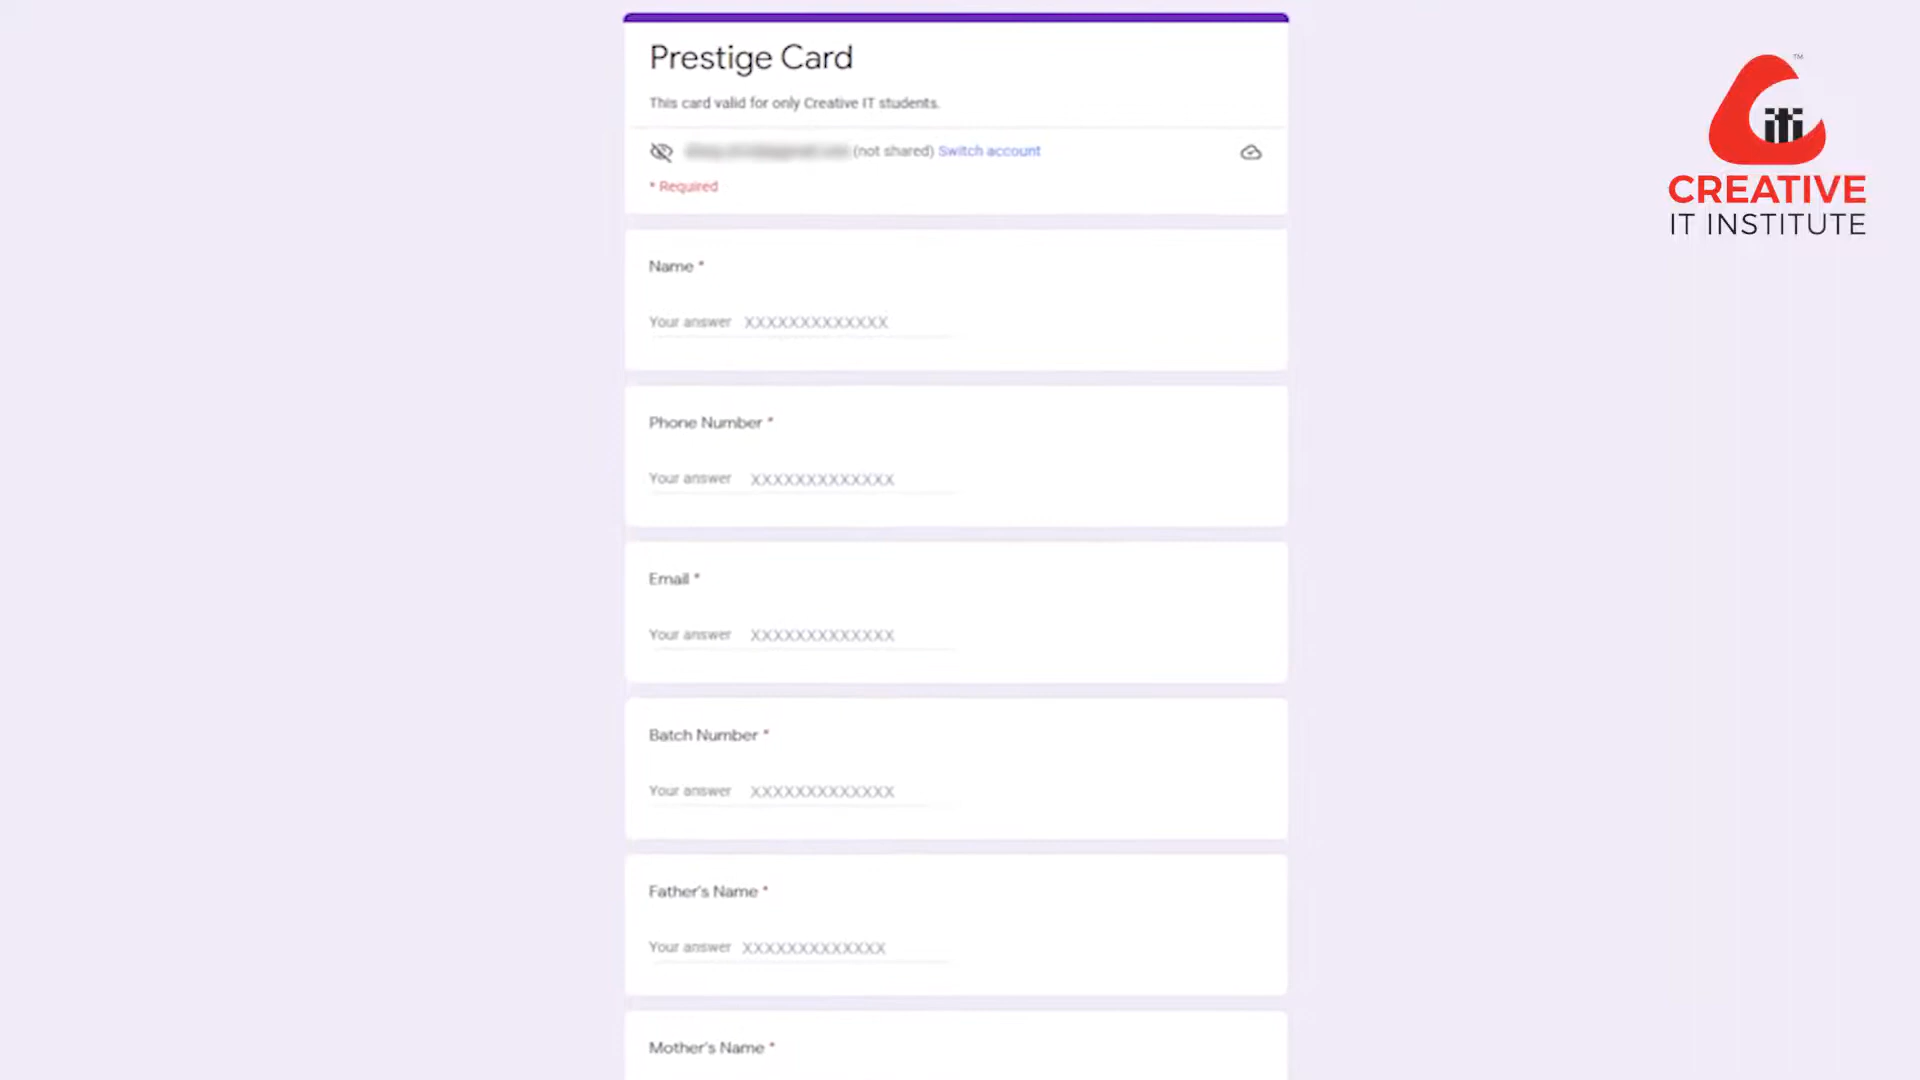 Prestige Card
This card valid for only Creative IT students.
(not shared) Switch account
* Required
Name *
Your answer XXXXXXXXXXXXX
Phone Number *
Your answer XXXXXXXXXXXXX
Email *
Your answer XXXXXXXXXXXXX
Batch Number *
Your answer XXXXXXXXXXXXX
Father's Name *
Your answer XXXXXXXXXXXXX
Mother's Name *
iti
TM
CREATIVE
IT INSTITUTE